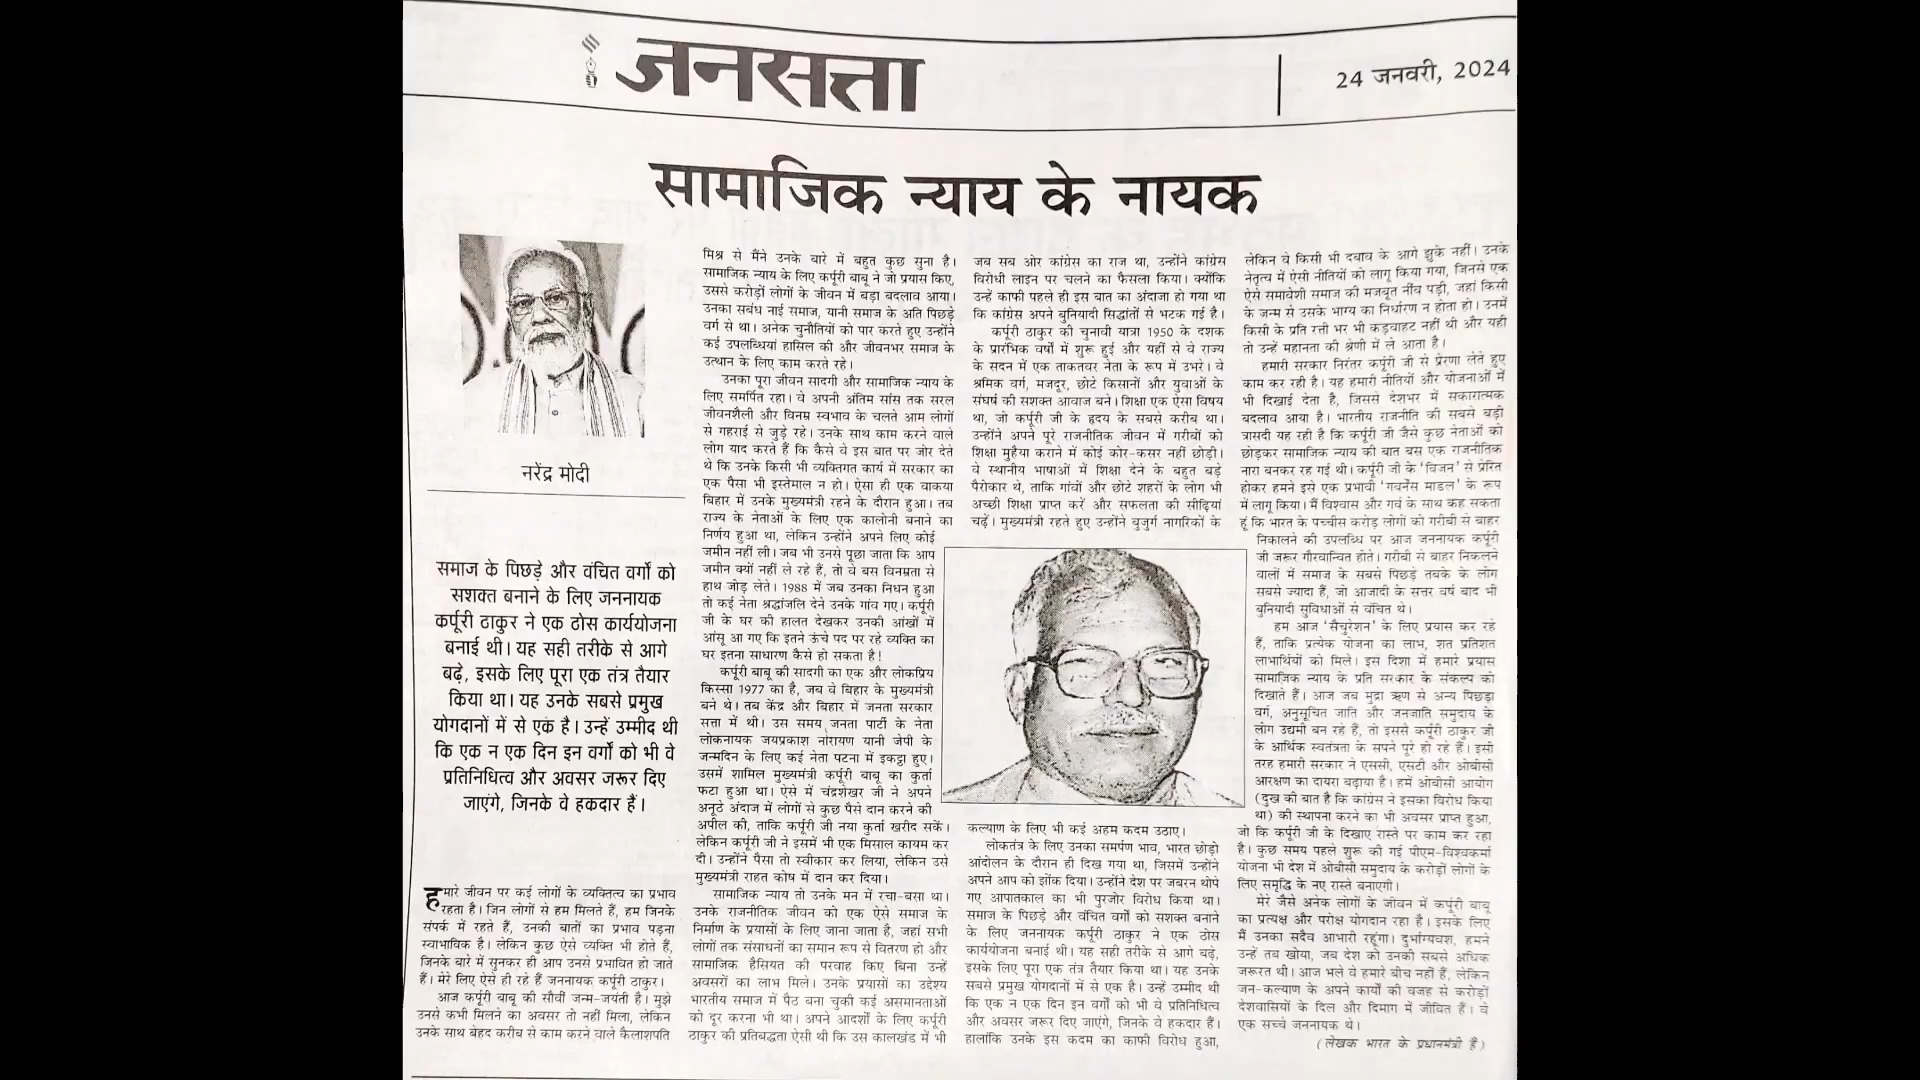 जनसत्ता
24 जनवरी, 2024
सामाजिक न्याय के नायक
नरेंद्र मोदी
समाज के पिछड़े और वंचित वर्गों को
सशक्त बनाने के लिए जननायक
कर्पूरी ठाकुर ने एक ठोस कार्ययोजना
बनाई थी। यह सही तरीके से आगे
बढ़े, इसके लिए पूरा एक तंत्र तैयार
किया था। यह उनके सबसे प्रमुख
योगदानों में से एक है। उन्हें उम्मीद थी
कि एक न एक दिन इन वर्गों को भी वे
प्रतिनिधित्व और अवसर जरूर दिए
जाएंगे, जिनके वे हकदार हैं।
हमारे जीवन पर कई लोगों के व्यक्तित्व का प्रभाव
रहता है। जिन लोगों से हम मिलते हैं, हम जिनके
संपर्क में रहते हैं, उनकी बातों का प्रभाव पड़ना
स्वाभाविक है। लेकिन कुछ ऐसे व्यक्ति भी होते हैं,
जिनके बारे में सुनकर ही आप उनसे प्रभावित हो जाते
हैं। मेरे लिए ऐसे ही रहे हैं जननायक कर्पूरी ठाकुर।
आज कर्पूरी बाबू की सौवीं जन्म-जयंती है। मुझे
उनसे कभी मिलने का अवसर तो नहीं मिला, लेकिन
उनके साथ बेहद करीब से काम करने वाले कैलाशपति
मिश्र से मैंने उनके बारे में बहुत कुछ सुना है।
सामाजिक न्याय के लिए कर्पूरी बाबू ने जो प्रयास किए,
उससे करोड़ों लोगों के जीवन में बड़ा बदलाव आया।
उनका संबंध नाई समाज, यानी समाज के अति पिछड़े
वर्ग से था। अनेक चुनौतियों को पार करते हुए उन्होंने
कई उपलब्धियां हासिल की और जीवनभर समाज के
उत्थान के लिए काम करते रहे।
उनका पूरा जीवन सादगी और सामाजिक न्याय के
लिए समर्पित रहा। वे अपनी अंतिम सांस तक सरल
जीवनशैली और विनम्र स्वभाव के चलते आम लोगों
से गहराई से जुड़े रहे। उनके साथ काम करने वाले
लोग याद करते हैं कि कैसे वे इस बात पर जोर देते
थे कि उनके किसी भी व्यक्तिगत कार्य में सरकार का
एक पैसा भी इस्तेमाल न हो। ऐसा ही एक वाकया
बिहार में उनके मुख्यमंत्री रहने के दौरान हुआ। तब
राज्य के नेताओं के लिए एक कालोनी बनाने का
निर्णय हुआ था, लेकिन उन्होंने अपने लिए कोई
जमीन नहीं ली। जब भी उनसे पूछा जाता कि आप
जमीन क्यों नहीं ले रहे हैं, तो वे बस विनम्रता से
हाथ जोड़ लेते। 1988 में जब उनका निधन हुआ
तो कई नेता श्रद्धांजलि देने उनके गांव गए। कर्पूरी
जी के घर की हालत देखकर उनकी आंखों में
आंसू आ गए कि इतने ऊंचे पद पर रहे व्यक्ति का
घर इतना साधारण कैसे हो सकता है!
कर्पूरी बाबू की सादगी का एक और लोकप्रिय
किस्सा 1977 का है, जब वे बिहार के मुख्यमंत्री
बने थे। तब केंद्र और बिहार में जनता सरकार
सत्ता में थी। उस समय जनता पार्टी के नेता
लोकनायक जयप्रकाश नारायण यानी जेपी के
जन्मदिन के लिए कई नेता पटना में इकट्ठा हुए।
उसमें शामिल मुख्यमंत्री कर्पूरी बाबू का कुर्ता
फटा हुआ था। ऐसे में चंद्रशेखर जी ने अपने
अनूठे अंदाज में लोगों से कुछ पैसे दान करने की
अपील की, ताकि कर्पूरी जी नया कुर्ता खरीद सकें।
लेकिन कर्पूरी जी ने इसमें भी एक मिसाल कायम कर
दी। उन्होंने पैसा तो स्वीकार कर लिया, लेकिन उसे
मुख्यमंत्री राहत कोष में दान कर दिया।
सामाजिक न्याय तो उनके मन में रचा-बसा था।
उनके राजनीतिक जीवन को एक ऐसे समाज के
निर्माण के प्रयासों के लिए जाना जाता है, जहां सभी
लोगों तक संसाधनों का समान रूप से वितरण हो और
सामाजिक हैसियत की परवाह किए बिना उन्हें
अवसरों का लाभ मिले। उनके प्रयासों का उद्देश्य
भारतीय समाज में पैठ बना चुकी कई असमानताओं
को दूर करना भी था। अपने आदर्शों के लिए कर्पूरी
ठाकुर की प्रतिबद्धता ऐसी थी कि उस कालखंड में भी
जब सब ओर कांग्रेस का राज था, उन्होंने कांग्रेस
विरोधी लाइन पर चलने का फैसला किया। क्योंकि
उन्हें काफी पहले ही इस बात का अंदाजा हो गया था
कि कांग्रेस अपने बुनियादी सिद्धांतों से भटक गई है।
कर्पूरी ठाकुर की चुनावी यात्रा 1950 के दशक
के प्रारंभिक वर्षों में शुरू हुई और यहीं से वे राज्य
के सदन में एक ताकतवर नेता के रूप में उभरे। वे
श्रमिक वर्ग, मजदूर, छोटे किसानों और युवाओं के
संघर्ष की सशक्त आवाज बने। शिक्षा एक ऐसा विषय
था, जो कर्पूरी जी के हृदय के सबसे करीब था।
उन्होंने अपने पूरे राजनीतिक जीवन में गरीबों को
शिक्षा मुहैया कराने में कोई कोर-कसर नहीं छोड़ी।
वे स्थानीय भाषाओं में शिक्षा देने के बहुत बड़े
पैरोकार थे, ताकि गांवों और छोटे शहरों के लोग भी
अच्छी शिक्षा प्राप्त करें और सफलता की सीढ़ियां
चढ़ें। मुख्यमंत्री रहते हुए उन्होंने बुजुर्ग नागरिकों के
कल्याण के लिए भी कई अहम कदम उठाए।
लोकतंत्र के लिए उनका समर्पण भाव, भारत छोड़ो
आंदोलन के दौरान ही दिख गया था, जिसमें उन्होंने
अपने आप को झोंक दिया। उन्होंने देश पर जबरन थोपे
गए आपातकाल का भी पुरजोर विरोध किया था।
समाज के पिछड़े और वंचित वर्गों को सशक्त बनाने
के लिए जननायक कर्पूरी ठाकुर ने एक ठोस
कार्ययोजना बनाई थी। यह सही तरीके से आगे बढ़े,
इसके लिए पूरा एक तंत्र तैयार किया था। यह उनके
सबसे प्रमुख योगदानों में से एक है। उन्हें उम्मीद थी
कि एक न एक दिन इन वर्गों को भी वे प्रतिनिधित्व
और अवसर जरूर दिए जाएंगे, जिनके वे हकदार हैं।
हालांकि उनके इस कदम का काफी विरोध हुआ,
लेकिन वे किसी भी दबाव के आगे झुके नहीं। उनके
नेतृत्व में ऐसी नीतियों को लागू किया गया, जिनसे एक
ऐसे समावेशी समाज की मजबूत नींव पड़ी, जहां किसी
के जन्म से उसके भाग्य का निर्धारण न होता हो। उनमें
किसी के प्रति रत्ती भर भी कड़वाहट नहीं थी और यही
तो उन्हें महानता की श्रेणी में ले आता है।
हमारी सरकार निरंतर कर्पूरी जी से प्रेरणा लेते हुए
काम कर रही है। यह हमारी नीतियों और योजनाओं में
भी दिखाई देता है, जिससे देशभर में सकारात्मक
बदलाव आया है। भारतीय राजनीति की सबसे बड़ी
त्रासदी यह रही है कि कर्पूरी जी जैसे कुछ नेताओं को
छोड़कर सामाजिक न्याय की बात बस एक राजनीतिक
नारा बनकर रह गई थी। कर्पूरी जी के 'विजन' से प्रेरित
होकर हमने इसे एक प्रभावी 'गवर्नेंस माडल' के रूप
में लागू किया। मैं विश्वास और गर्व के साथ कह सकता
हूं कि भारत के पच्चीस करोड़ लोगों को गरीबी से बाहर
निकालने की उपलब्धि पर आज जननायक कर्पूरी
जी जरूर गौरवान्वित होते। गरीबी से बाहर निकलने
वालों में समाज के सबसे पिछड़े तबके के लोग
सबसे ज्यादा हैं, जो आजादी के सत्तर वर्ष बाद भी
बुनियादी सुविधाओं से वंचित थे।
हम आज 'सैचुरेशन' के लिए प्रयास कर रहे
हैं, ताकि प्रत्येक योजना का लाभ, शत प्रतिशत
लाभार्थियों को मिले। इस दिशा में हमारे प्रयास
सामाजिक न्याय के प्रति सरकार के संकल्प को
दिखाते हैं। आज जब मुद्रा ऋण से अन्य पिछड़ा
वर्ग, अनुसूचित जाति और जनजाति समुदाय के
लोग उद्यमी बन रहे हैं, तो इससे कर्पूरी ठाकुर जी
के आर्थिक स्वतंत्रता के सपने पूरे हो रहे हैं। इसी
तरह हमारी सरकार ने एससी, एसटी और ओबीसी
आरक्षण का दायरा बढ़ाया है। हमें ओबीसी आयोग
(दुख की बात है कि कांग्रेस ने इसका विरोध किया
था) की स्थापना करने का भी अवसर प्राप्त हुआ,
जो कि कर्पूरी जी के दिखाए रास्ते पर काम कर रहा
है। कुछ समय पहले शुरू की गई पीएम-विश्वकर्मा
योजना भी देश में ओबीसी समुदाय के करोड़ों लोगों के
लिए समृद्धि के नए रास्ते बनाएगी।
मेरे जैसे अनेक लोगों के जीवन में कर्पूरी बाबू
का प्रत्यक्ष और परोक्ष योगदान रहा है। इसके लिए
मैं उनका सदैव आभारी रहूंगा। दुर्भाग्यवश, हमने
उन्हें तब खोया, जब देश को उनकी सबसे अधिक
जरूरत थी। आज भले वे हमारे बीच नहीं हैं, लेकिन
जन-कल्याण के अपने कार्यों की वजह से करोड़ों
देशवासियों के दिल और दिमाग में जीवित हैं। वे
एक सच्चे जननायक थे।
(लेखक भारत के प्रधानमंत्री हैं)